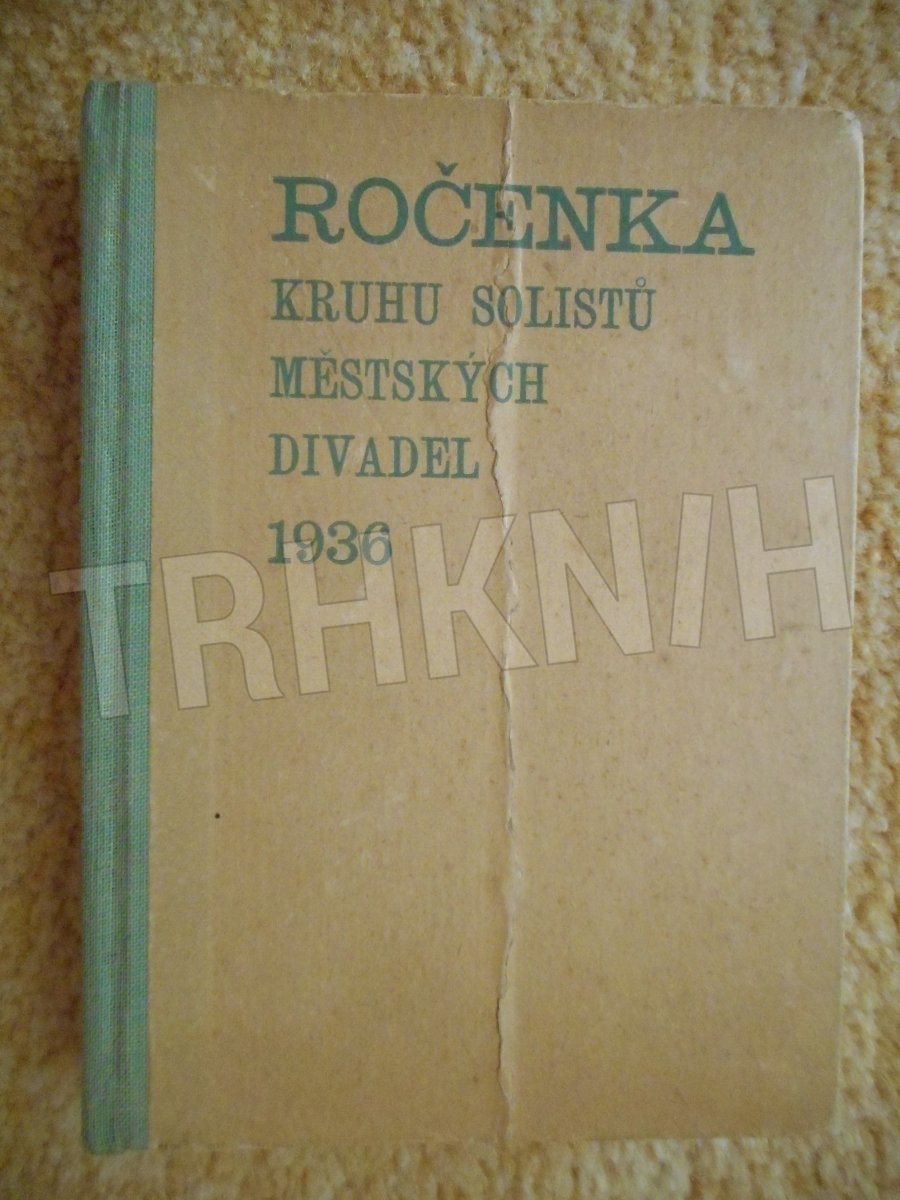 ROČENKA
KRUHU SOLISTŮ
MĚSTSKÝCH
DIVADEL
1936
TRHKNIH